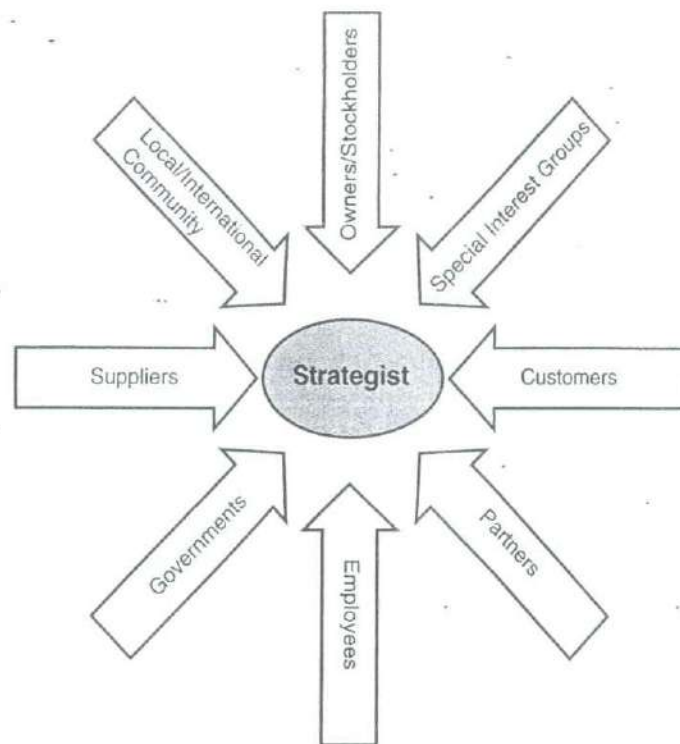 Owners/Stockholders
Local/International
Community
Special Interest Groups
Suppliers
Strategist
Customers
Governments
Employees
Partners